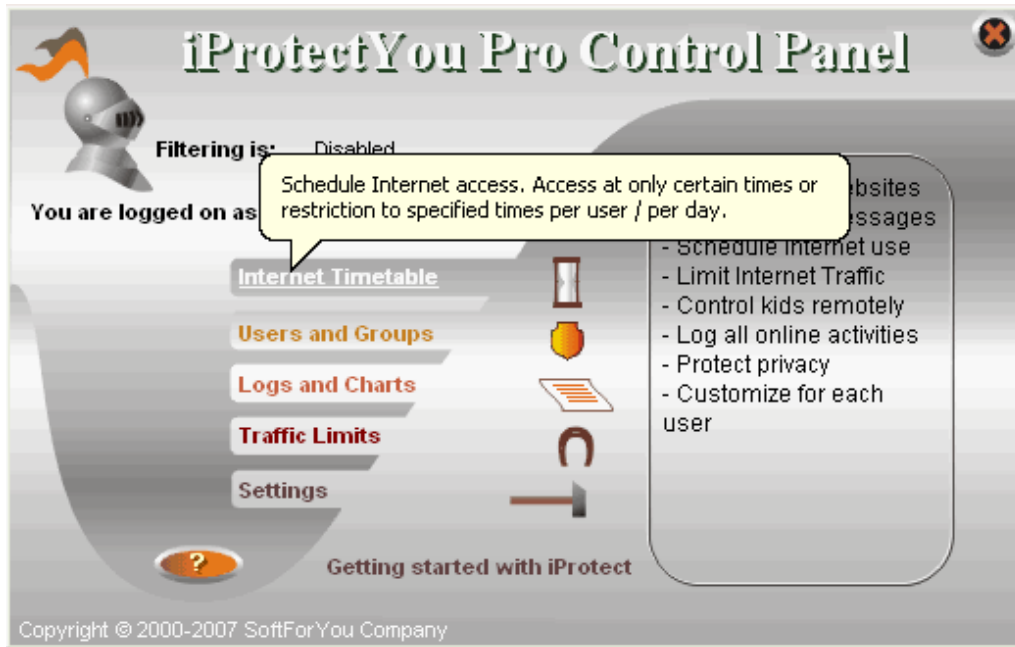 iProtectYou Pro Control Panel
Filtering is: Disabled
Schedule Internet access. Access at only certain times or
restriction to specified times per user / per day.
You are logged on as
- Schedule Internet use
- Limit Internet Traffic
- Control kids remotely
- Log all online activities
- Protect privacy
- Customize for each
user
Internet Timetable
Users and Groups
Logs and Charts
Traffic Limits
Settings
?
Getting started with iProtect
Copyright © 2000-2007 SoftForYou Company